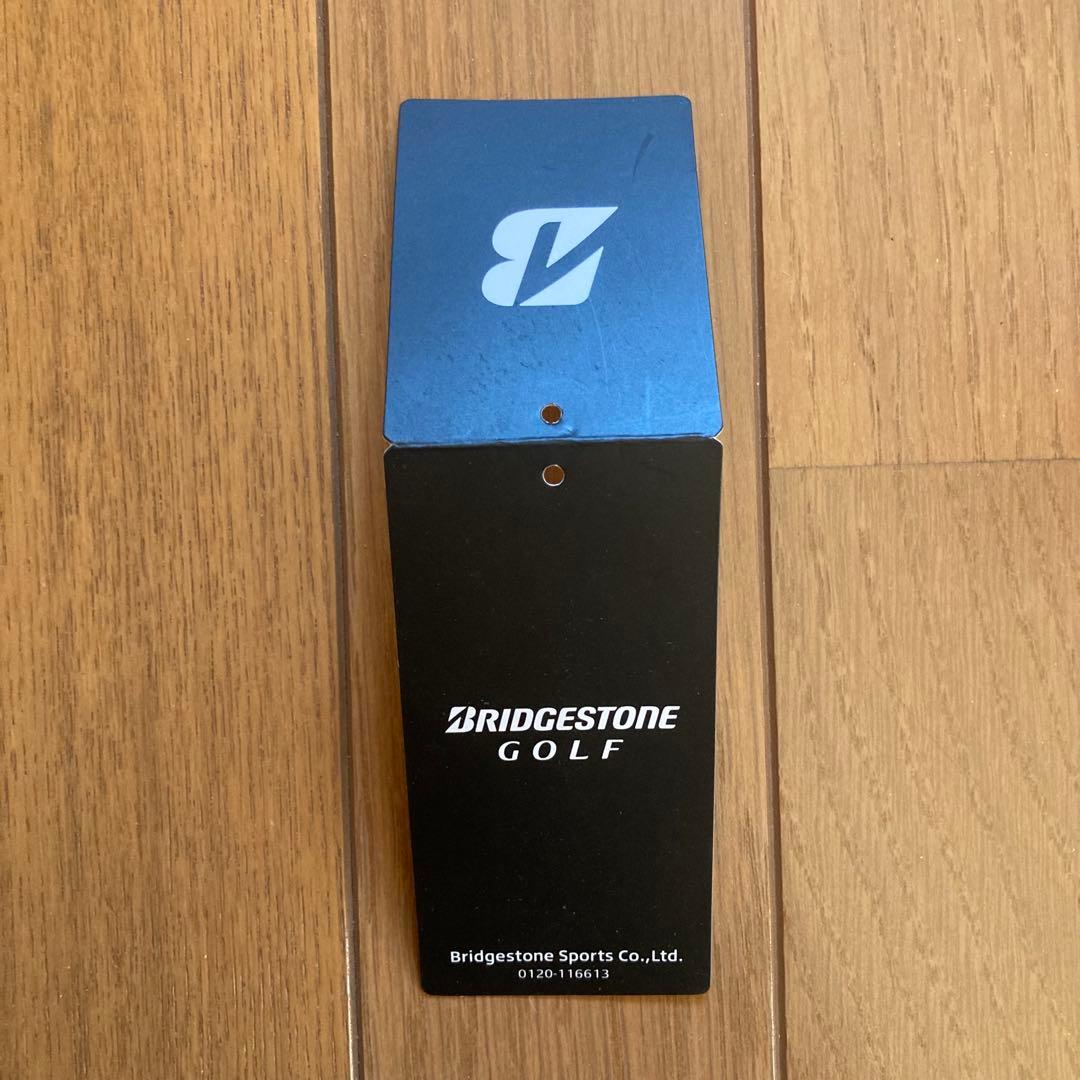 BRIDGESTONE
GOLF
Bridgestone Sports Co.,Ltd.
0120-116613